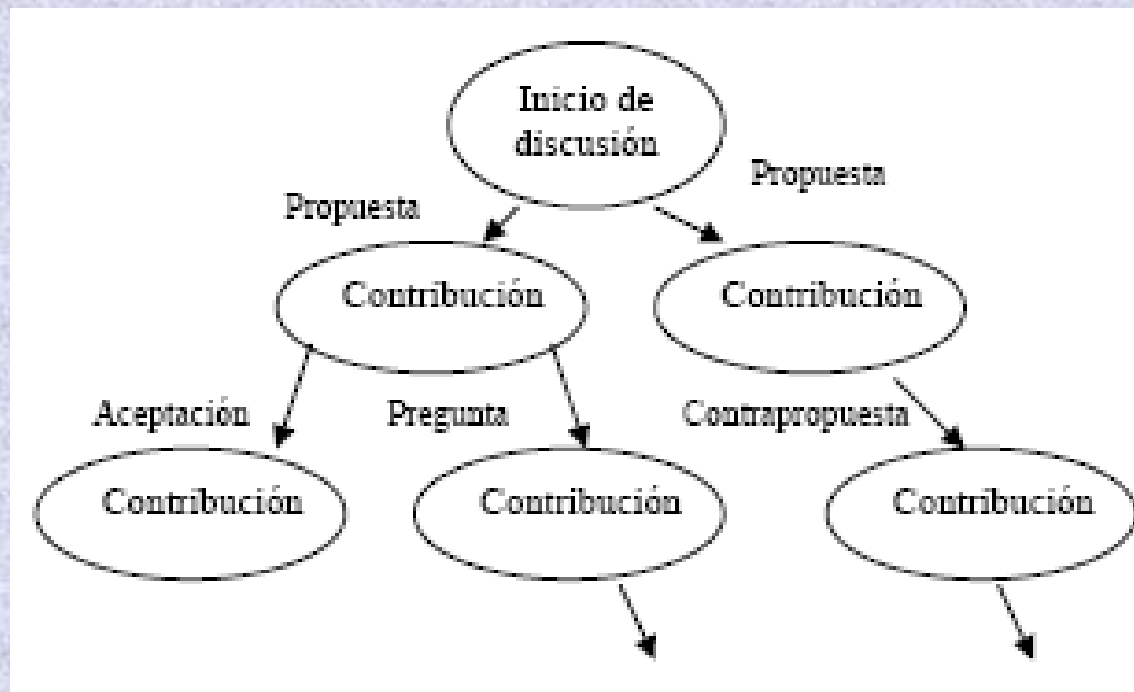 Inicio de
discusión
Propuesta
Propuesta
Contribución
Contribución
Aceptación
Pregunta
Contrapropuesta
Contribución
Contribución
Contribución